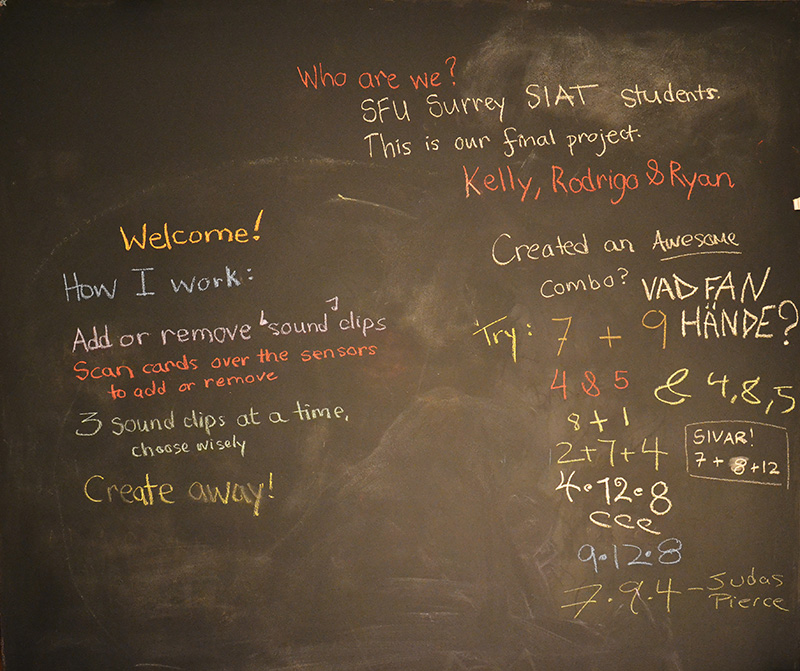 Who are we?
SFU Surrey SIAT students.
This is our final project.
Kelly, Rodrigo & Ryan
Welcome!
How I work:
Add or remove "sound" clips
Scan cards over the sensors
to add or remove
3 sound clips at a time,
choose wisely
Create away!
Created an Awesome
combo?
VAD FAN
HÄNDE?
Try: 7 + 9
4 & 5
& 4,8,5
8 + 1
2+7+4
SIVAR!
7 + 8 +12
4.12.8
ccc
9.12.8
7.9.4 - Judas
Pierce